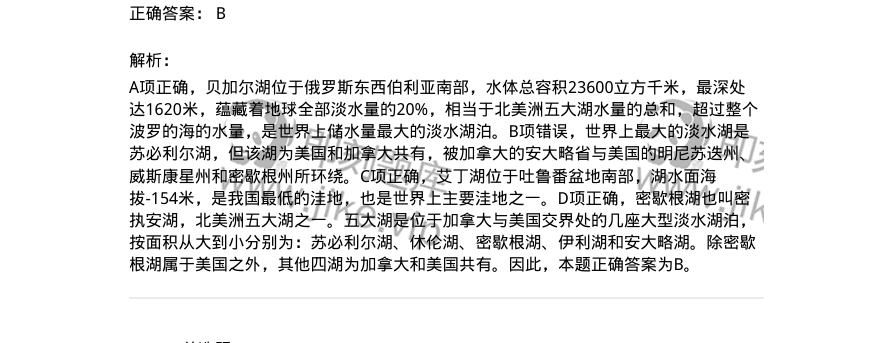 正确答案： B
解析：
A项正确，贝加尔湖位于俄罗斯东西伯利亚南部，水体总容积23600立方千米，最深处
达1620米，蕴藏着地球全部淡水量的20%，相当于北美洲五大湖水量的总和，超过整个
波罗的海的水量，是世界上储水量最大的淡水湖泊。B项错误，世界上最大的淡水湖是
苏必利尔湖，但该湖为美国和加拿大共有，被加拿大的安大略省与美国的明尼苏达州、
威斯康星州和密歇根州所环绕。C项正确，艾丁湖位于吐鲁番盆地南部，湖水面海
拔-154米，是我国最低的洼地，也是世界上主要洼地之一。D项正确，密歇根湖也叫密
执安湖，北美洲五大湖之一。五大湖是位于加拿大与美国交界处的几座大型淡水湖泊，
按面积从大到小分别为：苏必利尔湖、休伦湖、密歇根湖、伊利湖和安大略湖。除密歇
根湖属于美国之外，其他四湖为加拿大和美国共有。因此，本题正确答案为B。